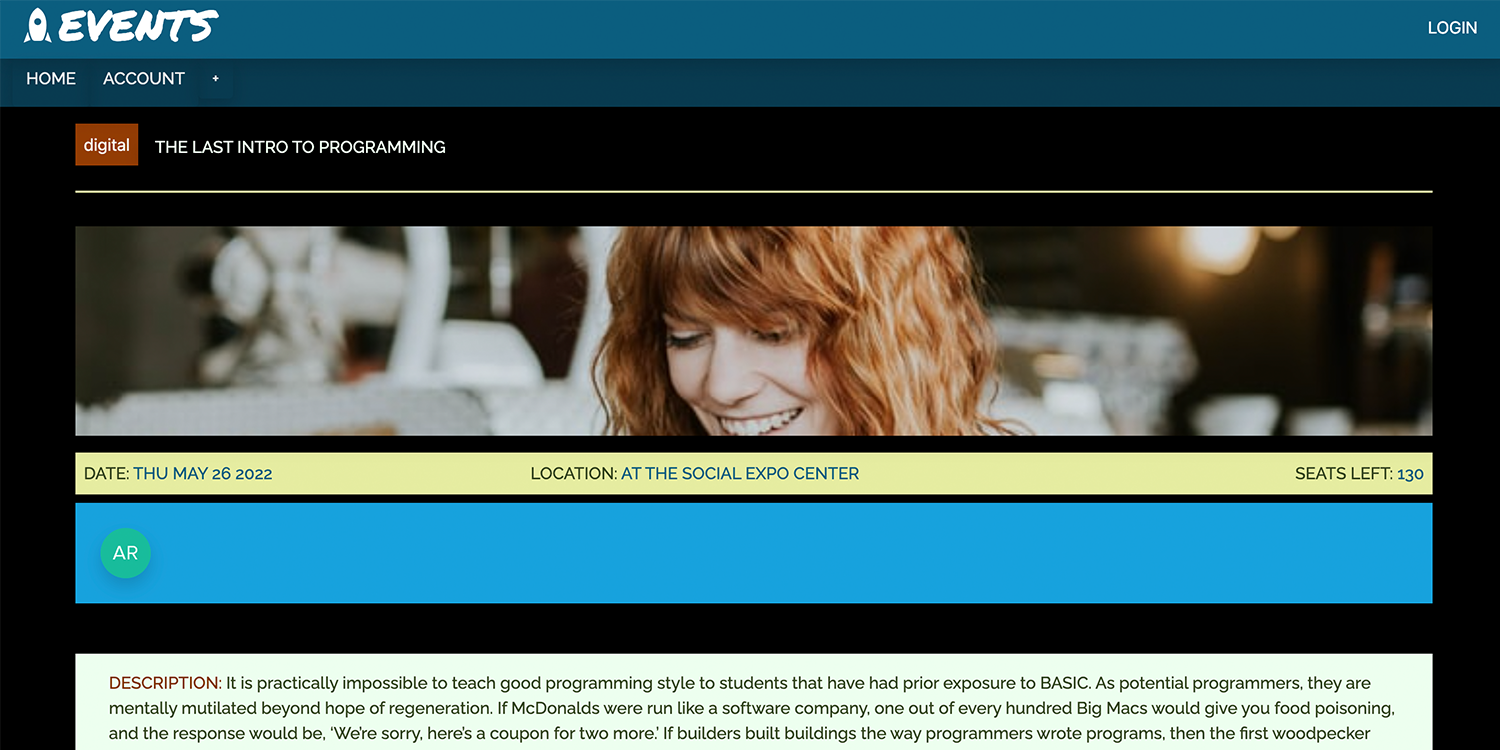 EVENTS
LOGIN
HOME ACCOUNT +
digital THE LAST INTRO TO PROGRAMMING
DATE: THU MAY 26 2022 LOCATION: AT THE SOCIAL EXPO CENTER SEATS LEFT: 130
AR
DESCRIPTION: It is practically impossible to teach good programming style to students that have had prior exposure to BASIC. As potential programmers, they are
mentally mutilated beyond hope of regeneration. If McDonalds were run like a software company, one out of every hundred Big Macs would give you food poisoning,
and the response would be, ‘We’re sorry, here’s a coupon for two more.’ If builders built buildings the way programmers wrote programs, then the first woodpecker